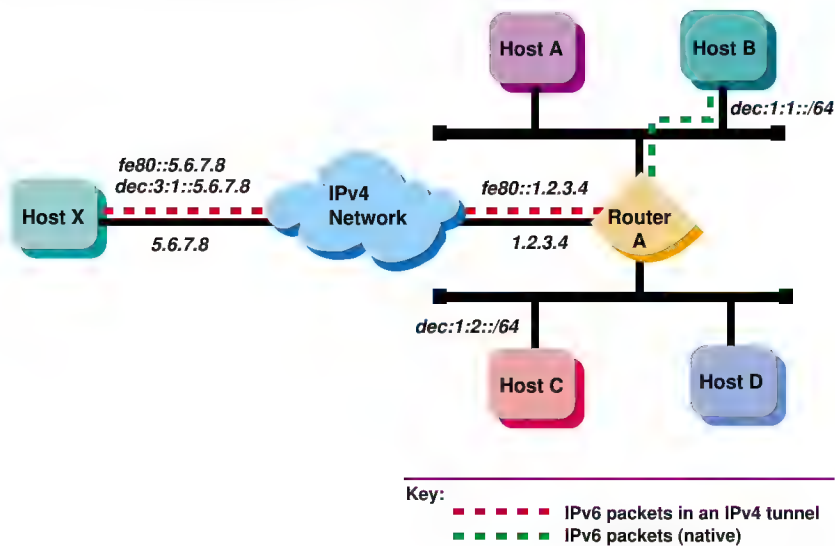 Host A
Host B
dec:1:1::/64
fe80::5.6.7.8
dec:3:1::5.6.7.8
Host X
5.6.7.8
IPv4
Network
fe80::1.2.3.4
1.2.3.4
Router
A
dec:1:2::/64
Host C
Host D
Key:
IPv6 packets in an IPv4 tunnel
IPv6 packets (native)